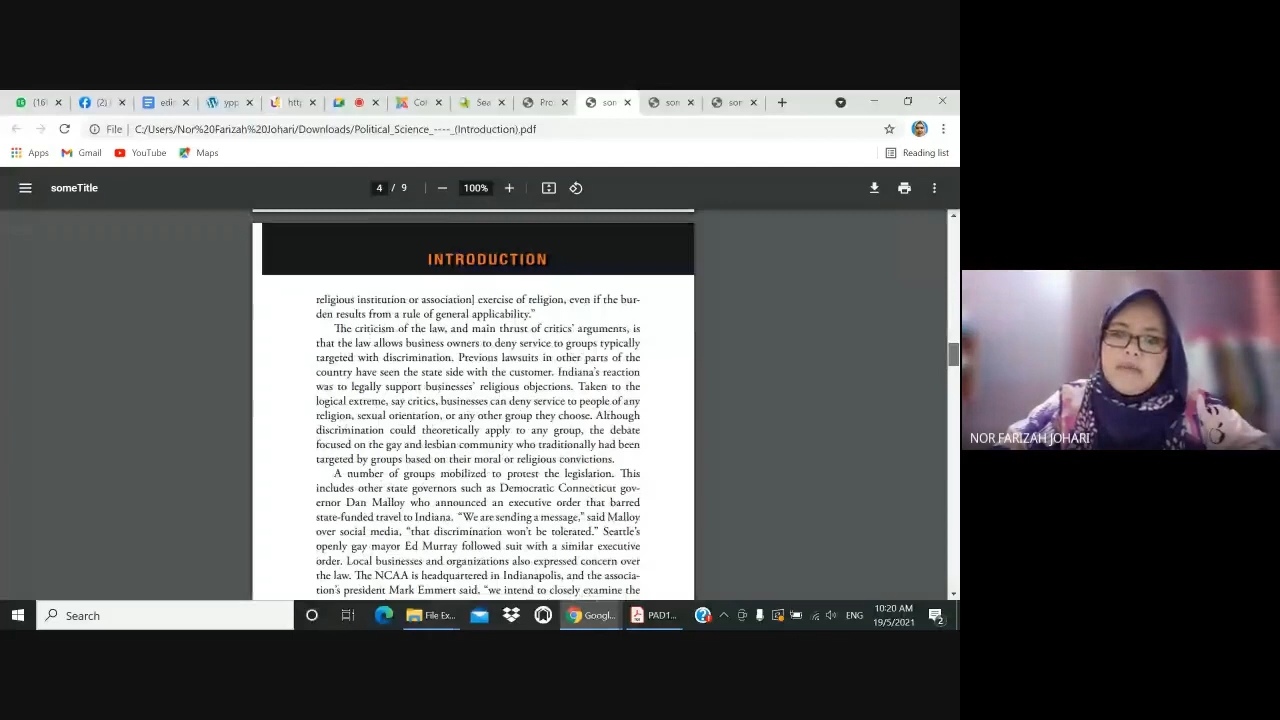 (16
(2)
edi
ypp
htt
Co
Sea
Pro
son
son
son
File
C:/Users/Nor%20Farizah%20Johari/Downloads/Political_Science_----_(Introduction).pdf
Apps
Gmail
YouTube
Maps
Reading list
someTitle
4 / 9
100%
INTRODUCTION
religious institution or association] exercise of religion, even if the bur-
den results from a rule of general applicability.”
The criticism of the law, and main thrust of critics’ arguments, is
that the law allows business owners to deny service to groups typically
targeted with discrimination. Previous lawsuits in other parts of the
country have seen the state side with the customer. Indiana’s reaction
was to legally support businesses’ religious objections. Taken to the
logical extreme, say critics, businesses can deny service to people of any
religion, sexual orientation, or any other group they choose. Although
discrimination could theoretically apply to any group, the debate
focused on the gay and lesbian community who traditionally had been
targeted by groups based on their moral or religious convictions.
A number of groups mobilized to protest the legislation. This
includes other state governors such as Democratic Connecticut gov-
ernor Dan Malloy who announced an executive order that barred
state-funded travel to Indiana. “We are sending a message,” said Malloy
over social media, “that discrimination won’t be tolerated.” Seattle’s
openly gay mayor Ed Murray followed suit with a similar executive
order. Local businesses and organizations also expressed concern over
the law. The NCAA is headquartered in Indianapolis, and the associa-
tion’s president Mark Emmert said, “we intend to closely examine the
NOR FARIZAH JOHARI
Search
File Ex...
Googl...
PAD1...
ENG
10:20 AM
19/5/2021
2